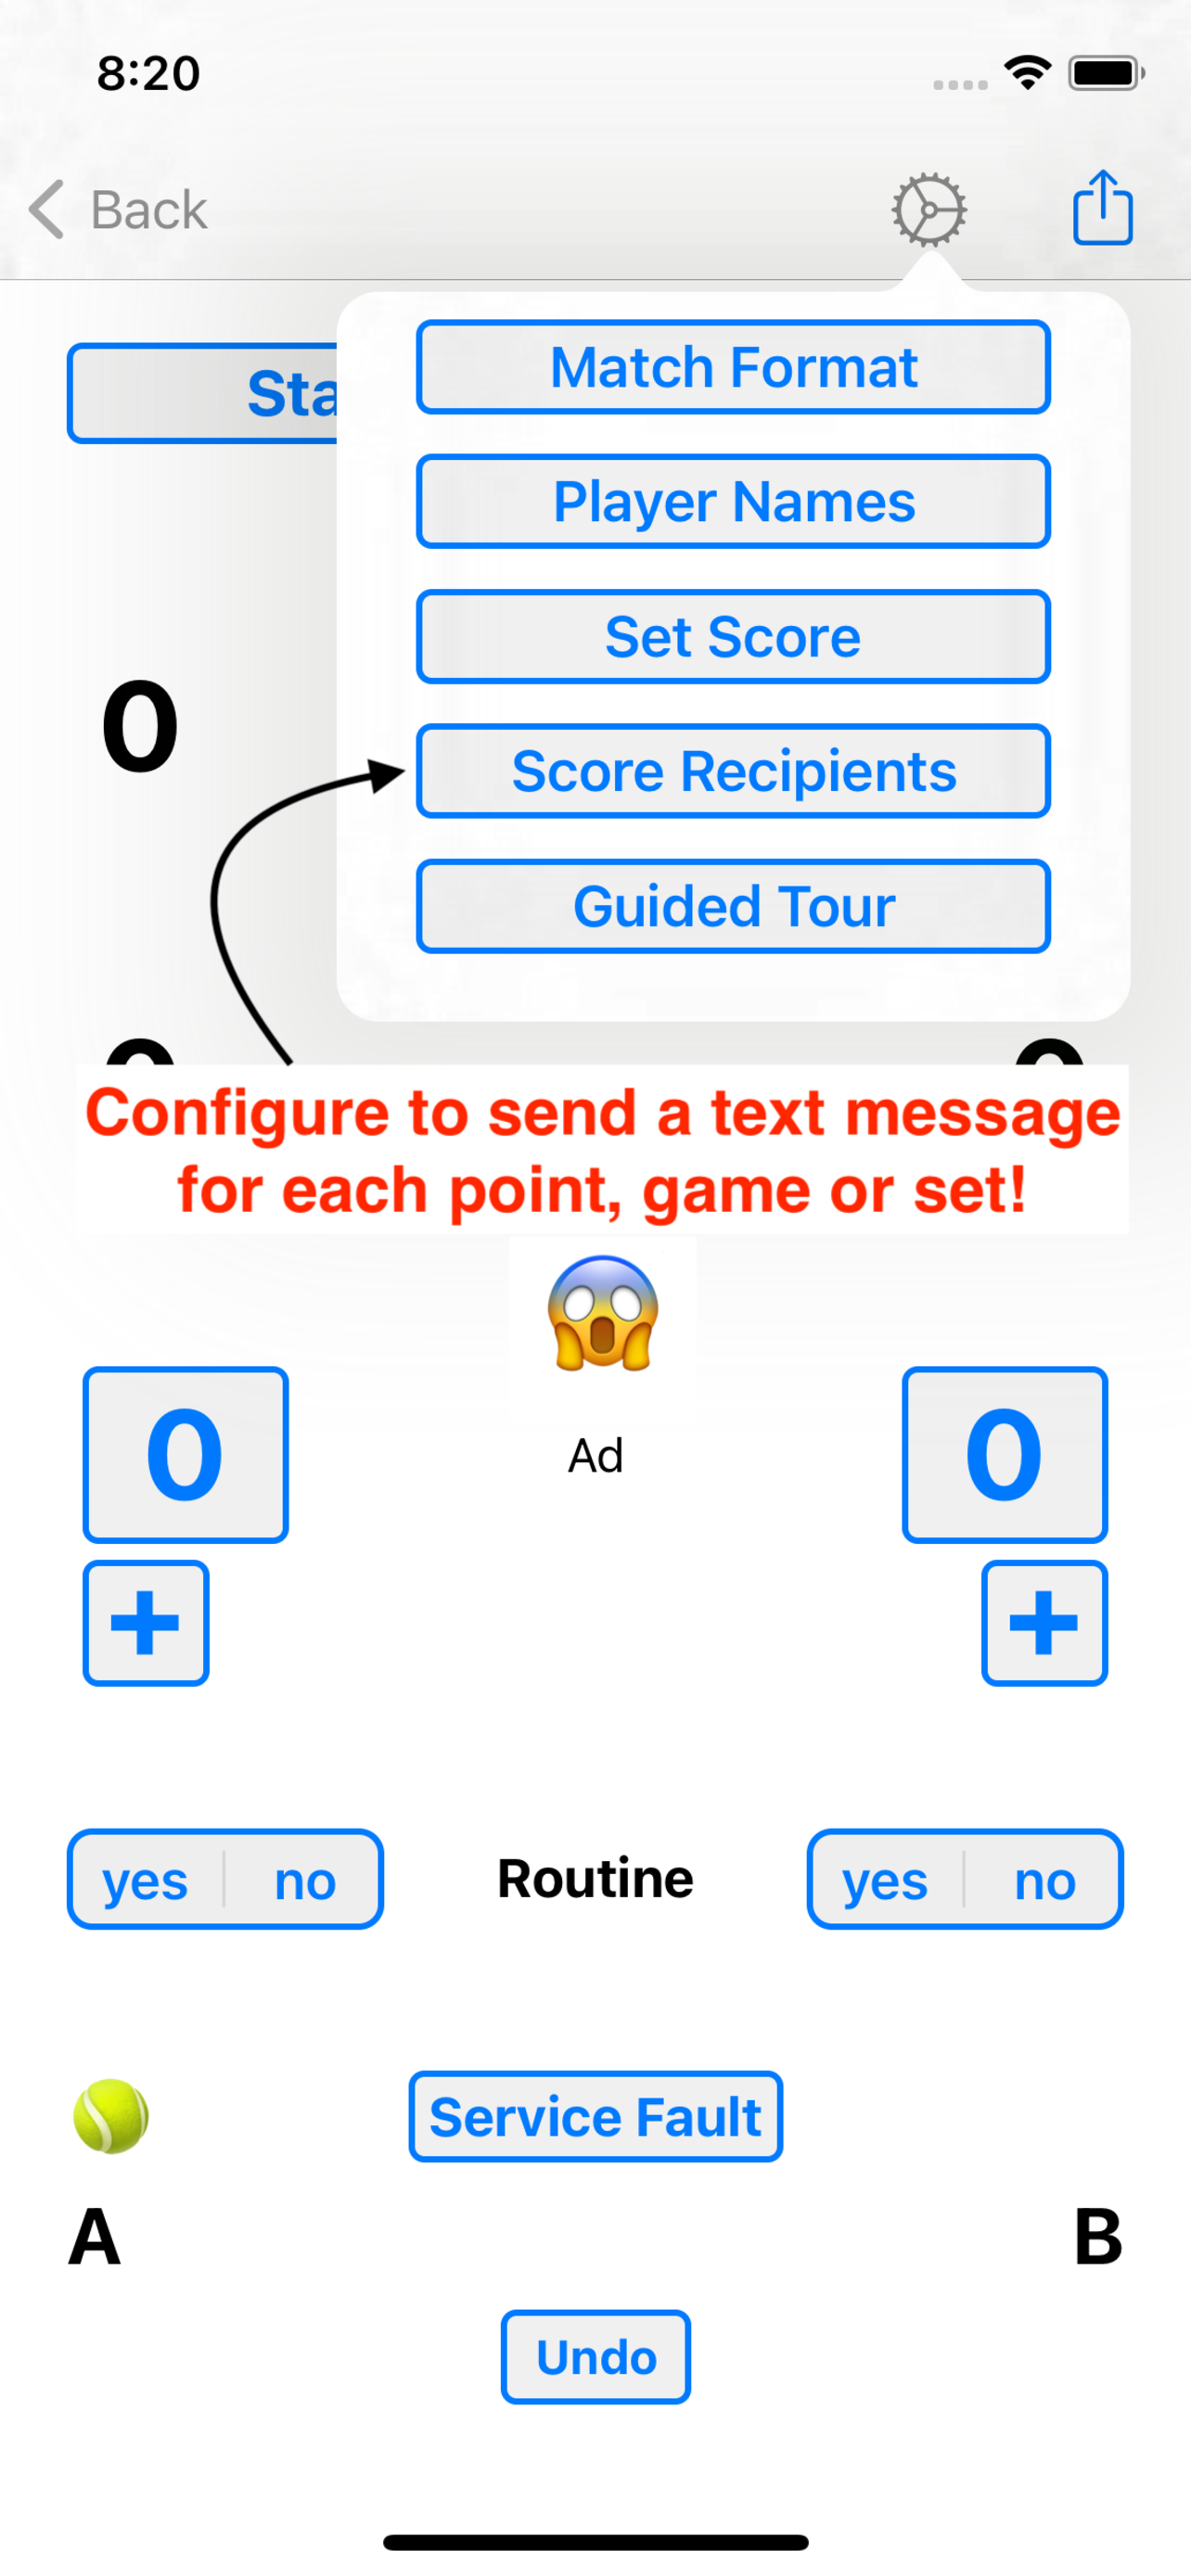 8:20
Back
Match Format
Sta
Player Names
Set Score
0
Score Recipients
Guided Tour
Configure to send a text message
for each point, game or set!
0
Ad
0
+
+
yes
no
Routine
yes
no
Service Fault
A
B
Undo